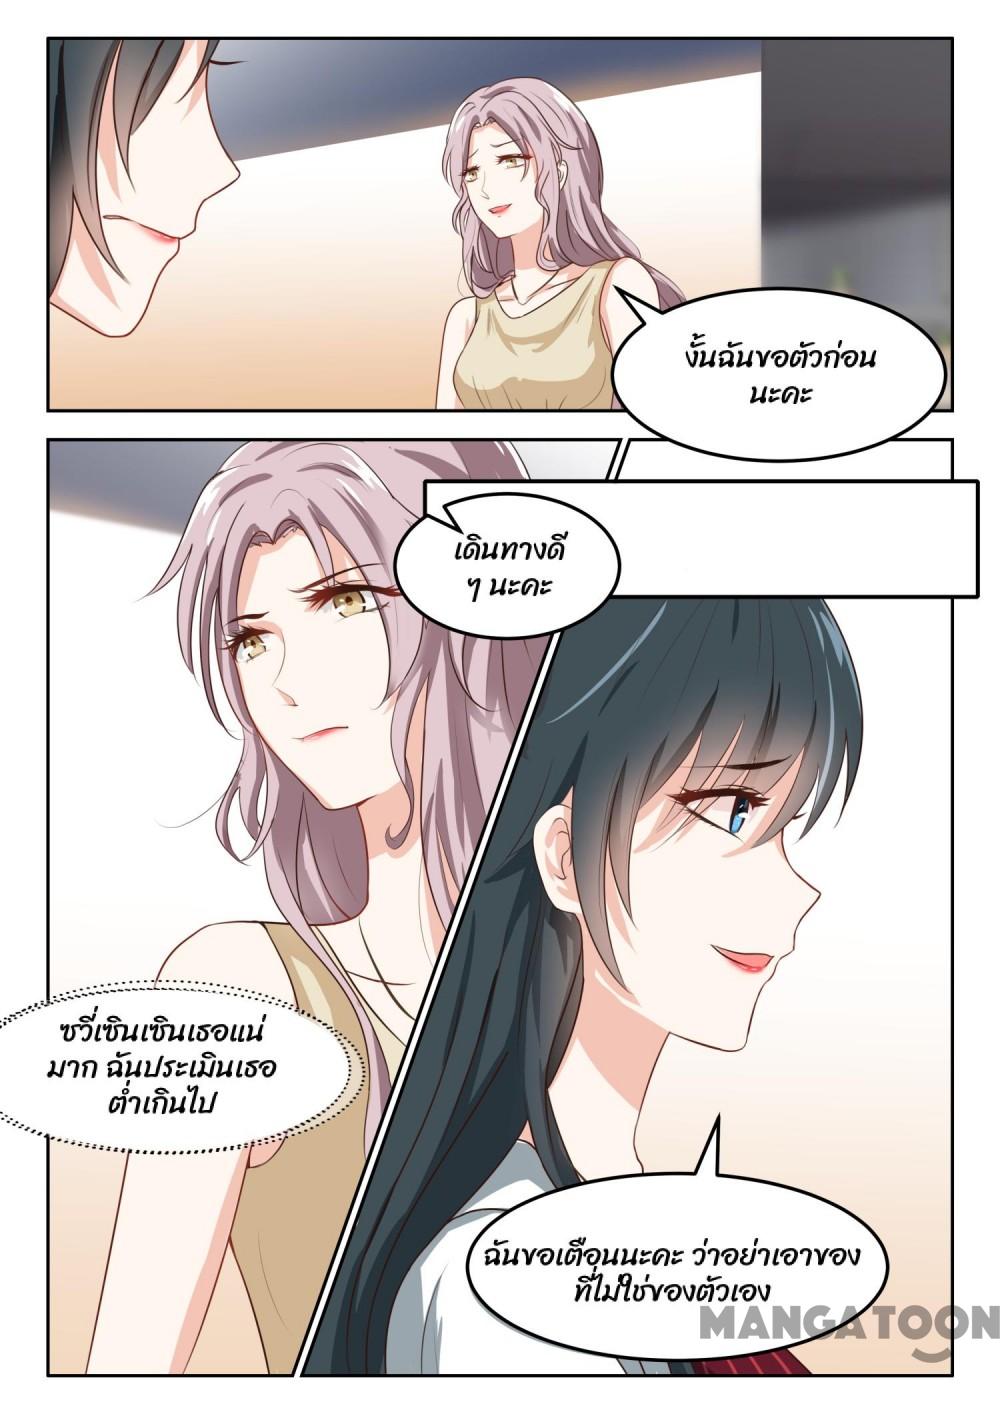 งั้นฉันขอตัวก่อน
นะคะ
เดินทางดี
ๆ นะคะ
ซวี่เซินเซินเธอแน่
มาก ฉันประเมินเธอ
ต่ำเกินไป
ฉันขอเตือนนะคะ ว่าอย่าเอาของ
ที่ไม่ใช่ของตัวเอง
MANGATOON